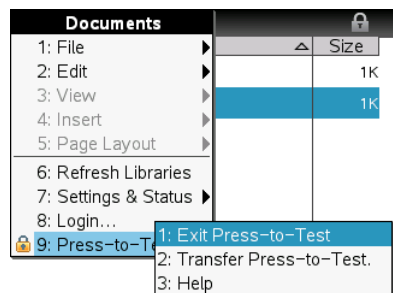 Documents
Size
1: File
1K
2: Edit
3: View
1K
4: Insert
5: Page Layout
6: Refresh Libraries
7: Settings & Status
8: Login...
9: Press-to-Te
1: Exit Press-to-Test
2: Transfer Press-to-Test.
3: Help